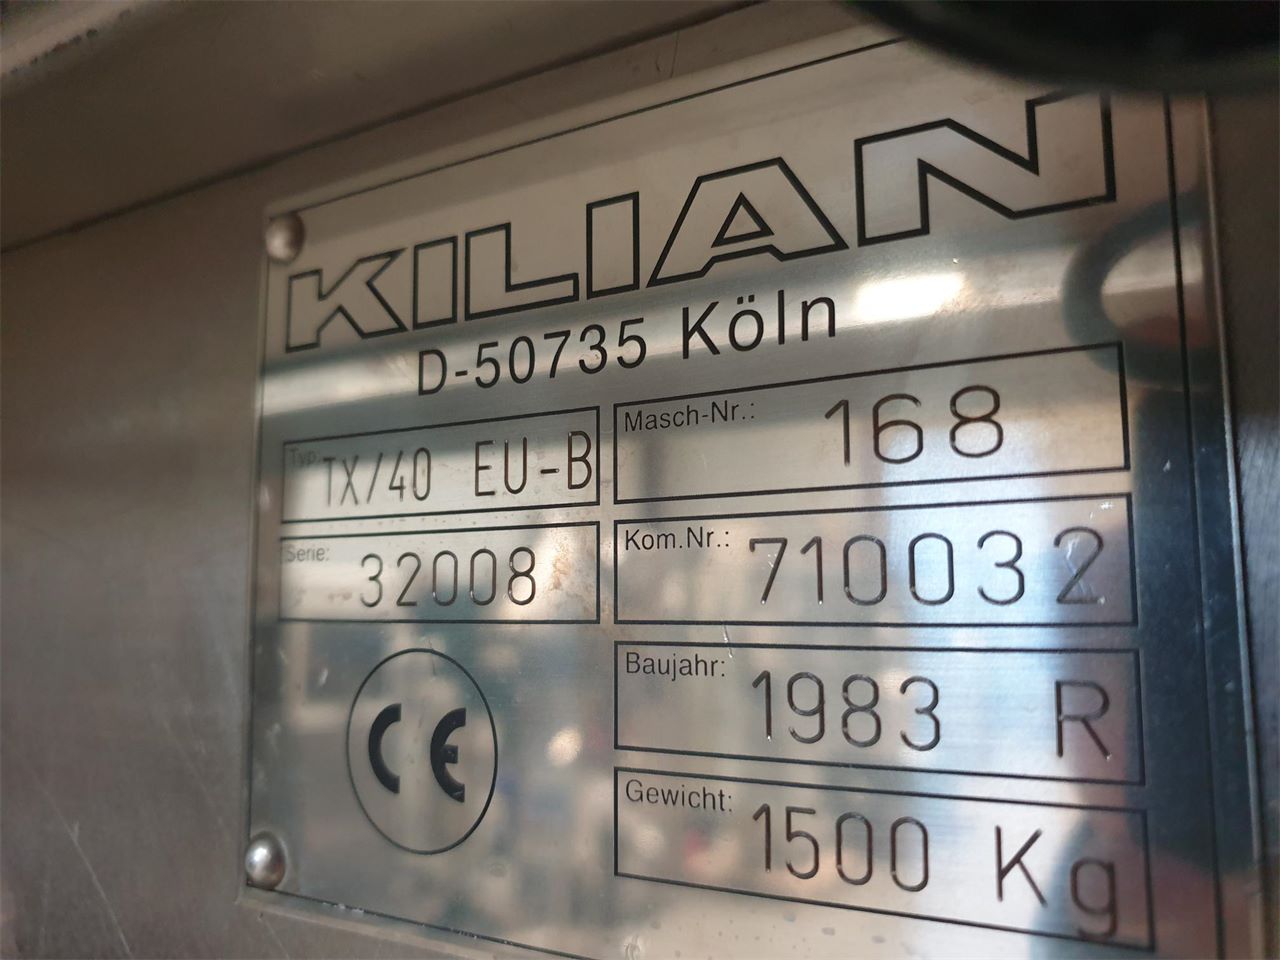 KILIAN
D-50735 Köln
Typ: TX/40 EU-B
Masch-Nr.: 168
Serie: 32008
Kom.Nr.: 710032
Baujahr: 1983 R
CE
Gewicht: 1500 Kg